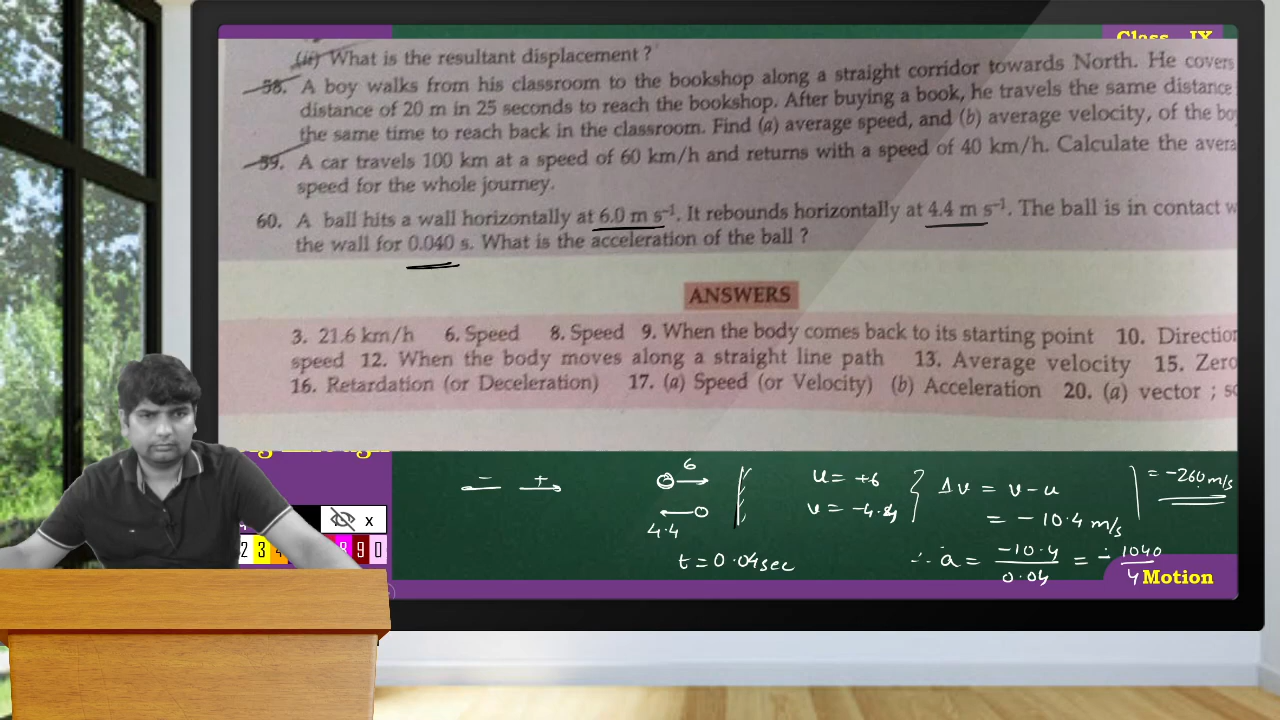 Class IX
(ii) What is the resultant displacement ?
58. A boy walks from his classroom to the bookshop along a straight corridor towards North. He covers
distance of 20 m in 25 seconds to reach the bookshop. After buying a book, he travels the same distance
the same time to reach back in the classroom. Find (a) average speed, and (b) average velocity, of the bo
59. A car travels 100 km at a speed of 60 km/h and returns with a speed of 40 km/h. Calculate the avera
speed for the whole journey.
60. A ball hits a wall horizontally at 6.0 m s⁻¹. It rebounds horizontally at 4.4 m s⁻¹. The ball is in contact w
the wall for 0.040 s. What is the acceleration of the ball ?
ANSWERS
3. 21.6 km/h 6. Speed 8. Speed 9. When the body comes back to its starting point 10. Direction
speed 12. When the body moves along a straight line path 13. Average velocity 15. Zero
16. Retardation (or Deceleration) 17. (a) Speed (or Velocity) (b) Acceleration 20. (a) vector ; sc
− +
6
4.4
t = 0.04 sec
u = +6
v = −4.4
Δv = v − u
= − 10.4 m/s
∴ a = −10.4 / 0.04 = − 1040 / 4
= −260 m/s
x
2 3 4 8 9 0
Motion